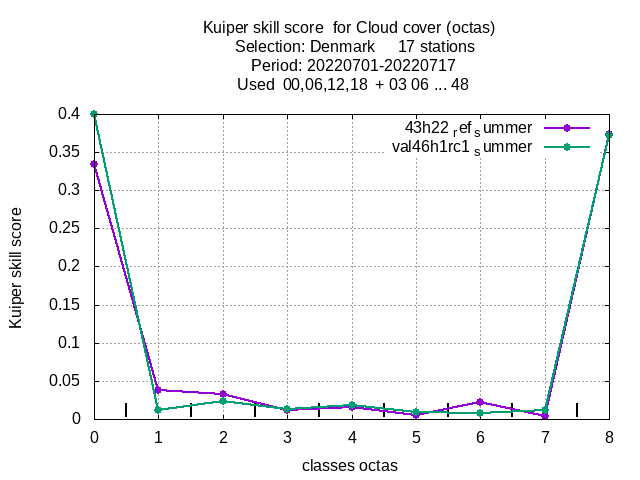 Kuiper skill score  for Cloud cover (octas)
Selection: Denmark     17 stations
Period: 20220701-20220717
Used  00,06,12,18  + 03 06 ... 48
43h22 ref summer
val46h1rc1 summer
0.4
0.35
0.3
0.25
0.2
0.15
0.1
0.05
0
Kuiper skill score
0 1 2 3 4 5 6 7 8
classes octas